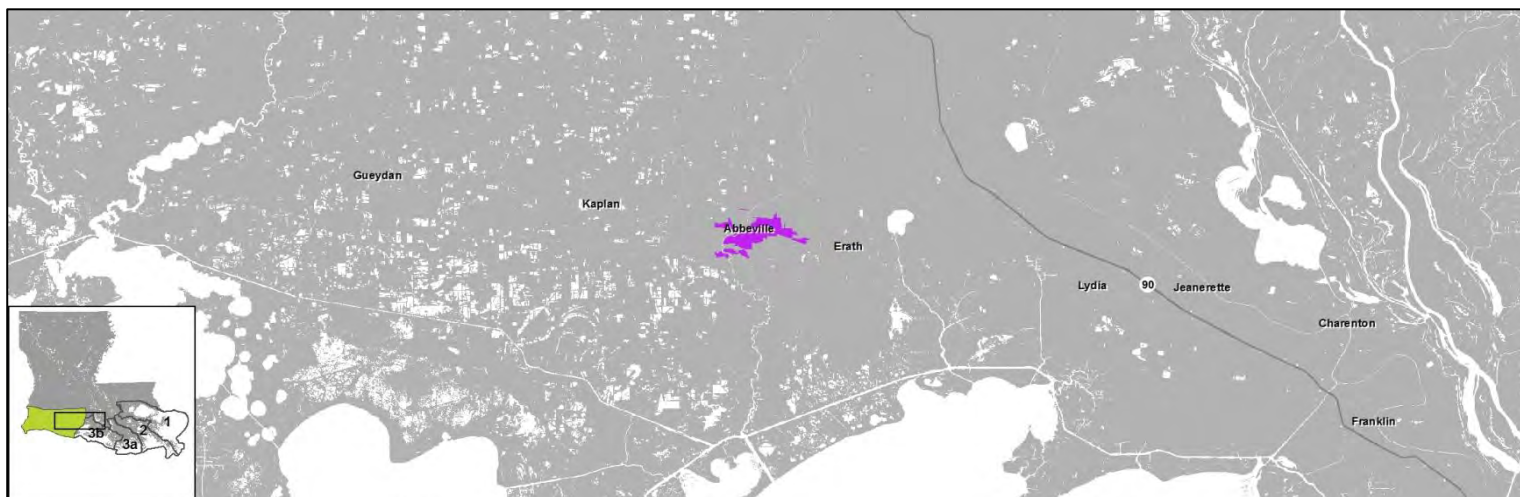 Gueydan
Kaplan
Abbeville
Erath
Lydia
90
Jeanerette
Charenton
Franklin
1
2
3b
3a